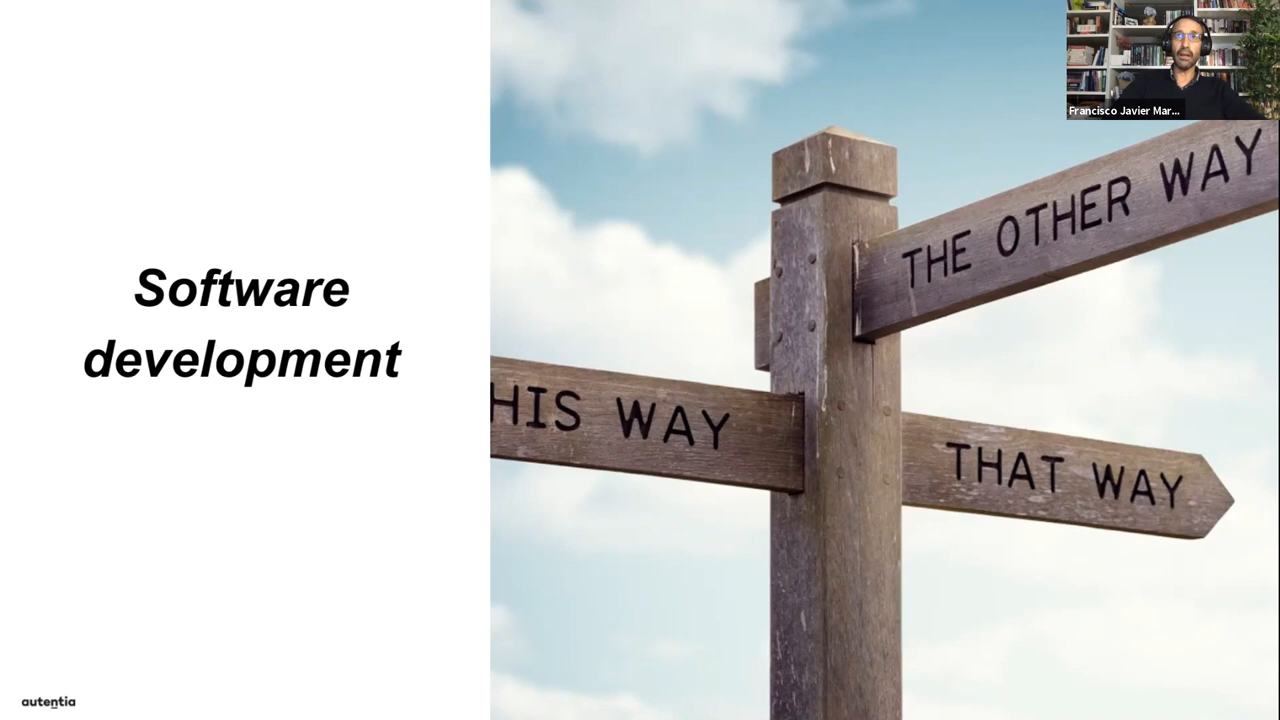 Software
development
Francisco Javier Mar...
THE OTHER WAY
HIS WAY
THAT WAY
autentia